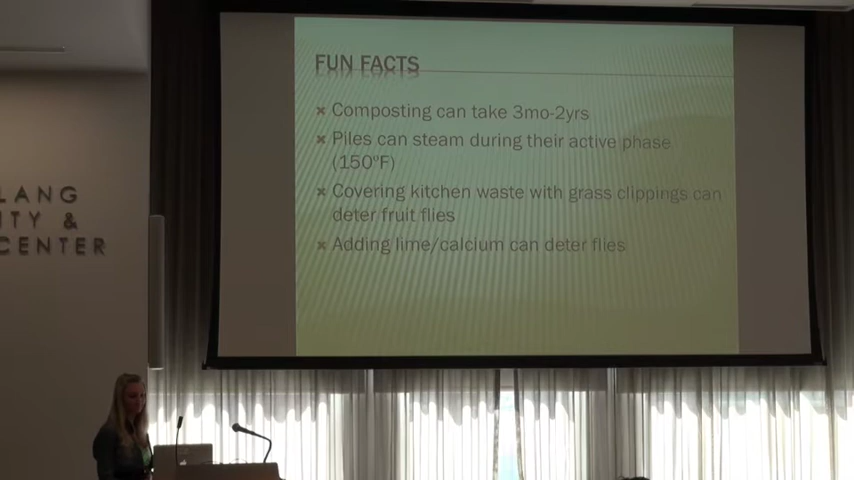 FUN FACTS
Composting can take 3mo-2yrs
Piles can steam during their active phase
(150°F)
Covering kitchen waste with grass clippings can
deter fruit flies
Adding lime/calcium can deter flies
LANG
ITY &
CENTER